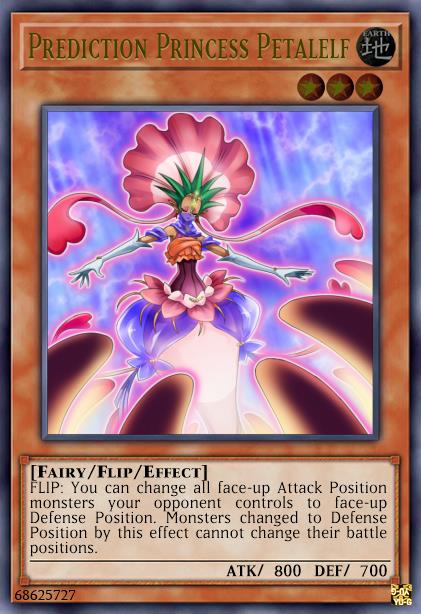 PREDICTION PRINCESS PETALELF
EARTH
地
[FAIRY/FLIP/EFFECT]
FLIP: You can change all face-up Attack Position
monsters your opponent controls to face-up
Defense Position. Monsters changed to Defense
Position by this effect cannot change their battle
positions.
ATK/ 800 DEF/ 700
68625727